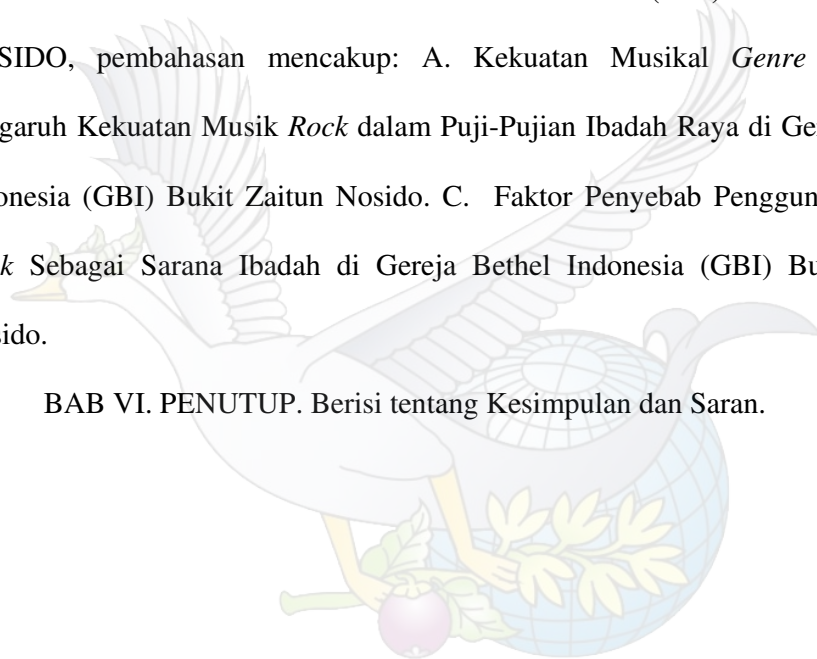 SIDO, pembahasan mencakup: A. Kekuatan Musikal Genre
garuh Kekuatan Musik Rock dalam Puji-Pujian Ibadah Raya di Ge
onesia (GBI) Bukit Zaitun Nosido. C. Faktor Penyebab Penggun
k Sebagai Sarana Ibadah di Gereja Bethel Indonesia (GBI) Bu
sido.
BAB VI. PENUTUP. Berisi tentang Kesimpulan dan Saran.